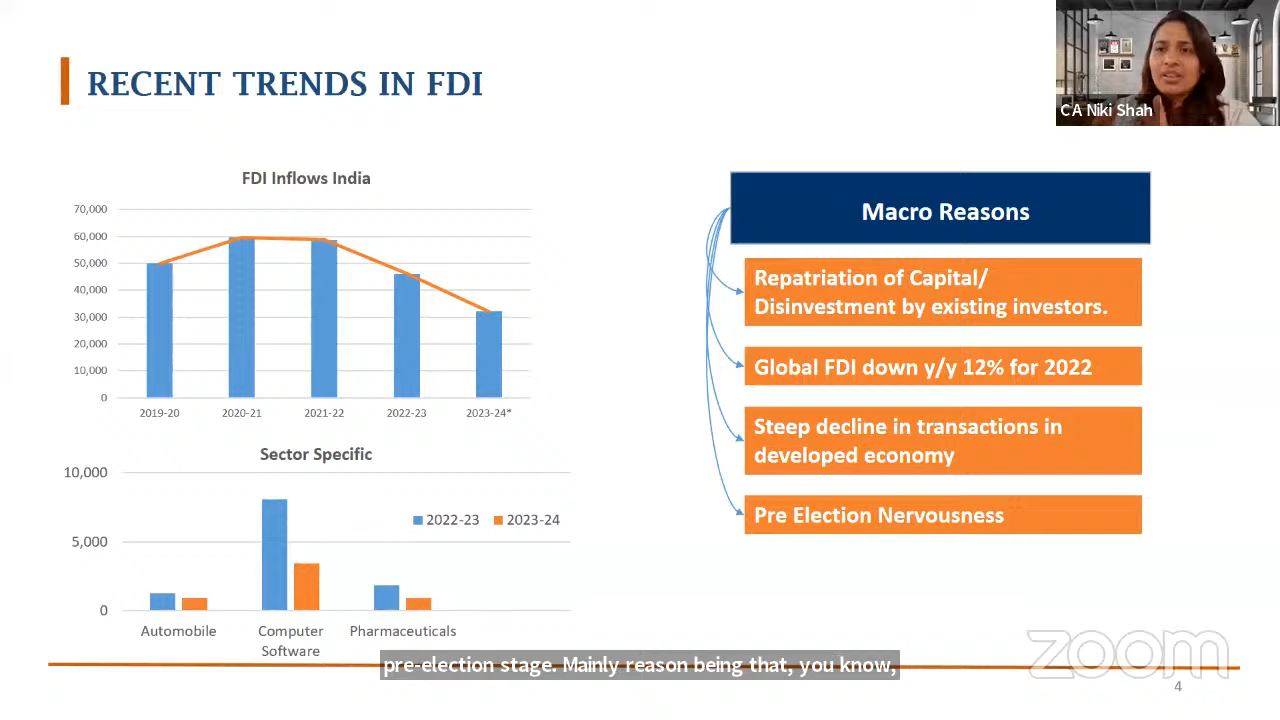 RECENT TRENDS IN FDI
CA Niki Shah
FDI Inflows India
70,000
60,000
50,000
40,000
30,000
20,000
10,000
0
2019-20 2020-21 2021-22 2022-23 2023-24*
Sector Specific
10,000
5,000
0
2022-23 2023-24
Automobile Computer Pharmaceuticals
Software
Macro Reasons
Repatriation of Capital/
Disinvestment by existing investors.
Global FDI down y/y 12% for 2022
Steep decline in transactions in
developed economy
Pre Election Nervousness
pre-election stage. Mainly reason being that, you know,
zoom
4